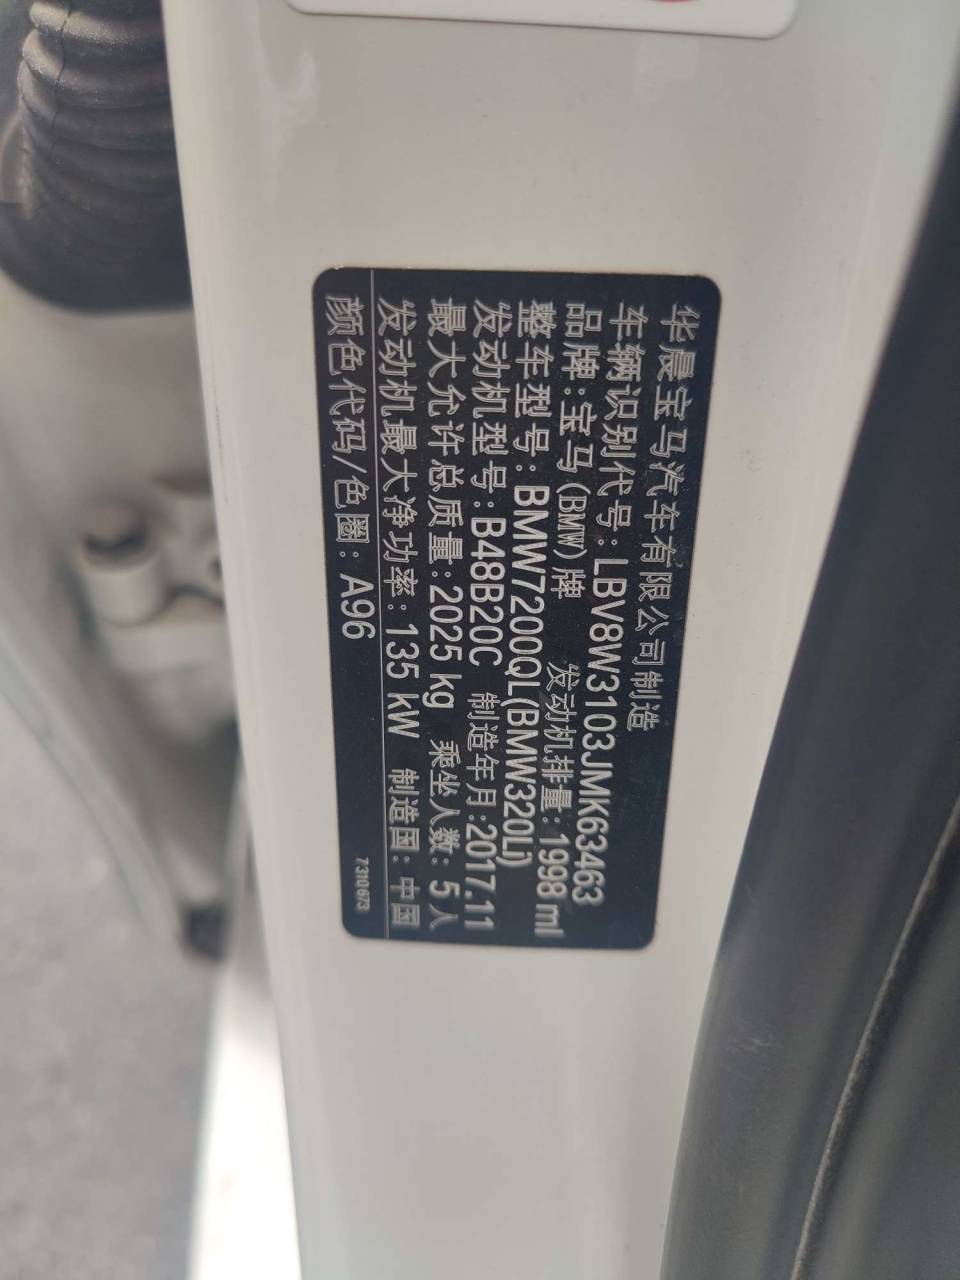 华晨宝马汽车有限公司制造
车辆识别代号：LBV8W3103JMK63463
品牌：宝马(BMW)牌 发动机排量：1998 ml
整车型号：BMW7200QL(BMW320Li)
发动机型号：B48B20C 制造年月：2017.11
最大允许总质量：2025 kg 乘坐人数：5人
发动机最大净功率：135 kW 制造国：中国
颜色代码/色圈：A96
7310673